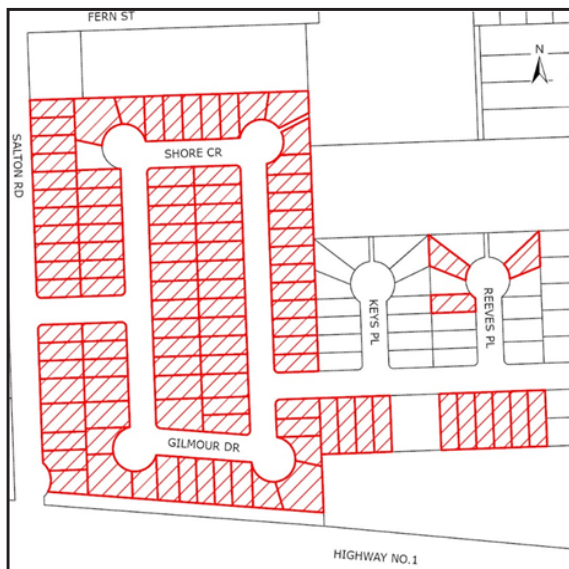 FERN ST
N
SALTON RD
SHORE CR
KEYS PL
REEVES PL
GILMOUR DR
HIGHWAY NO.1